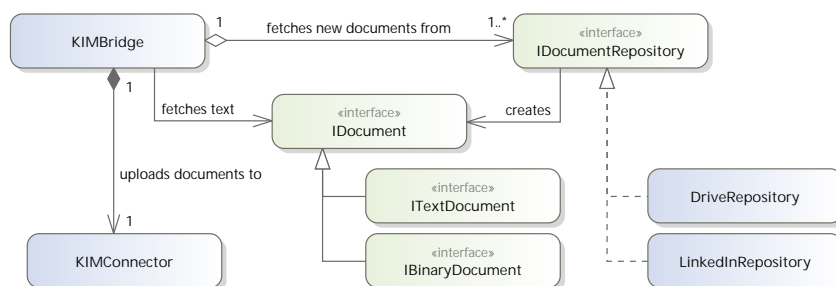 1
1..*
fetches new documents from
KIMBridge
«interface»
IDocumentRepository
1
fetches text
«interface»
IDocument
creates
uploads documents to
«interface»
ITextDocument
DriveRepository
1
KIMConnector
«interface»
IBinaryDocument
LinkedInRepository